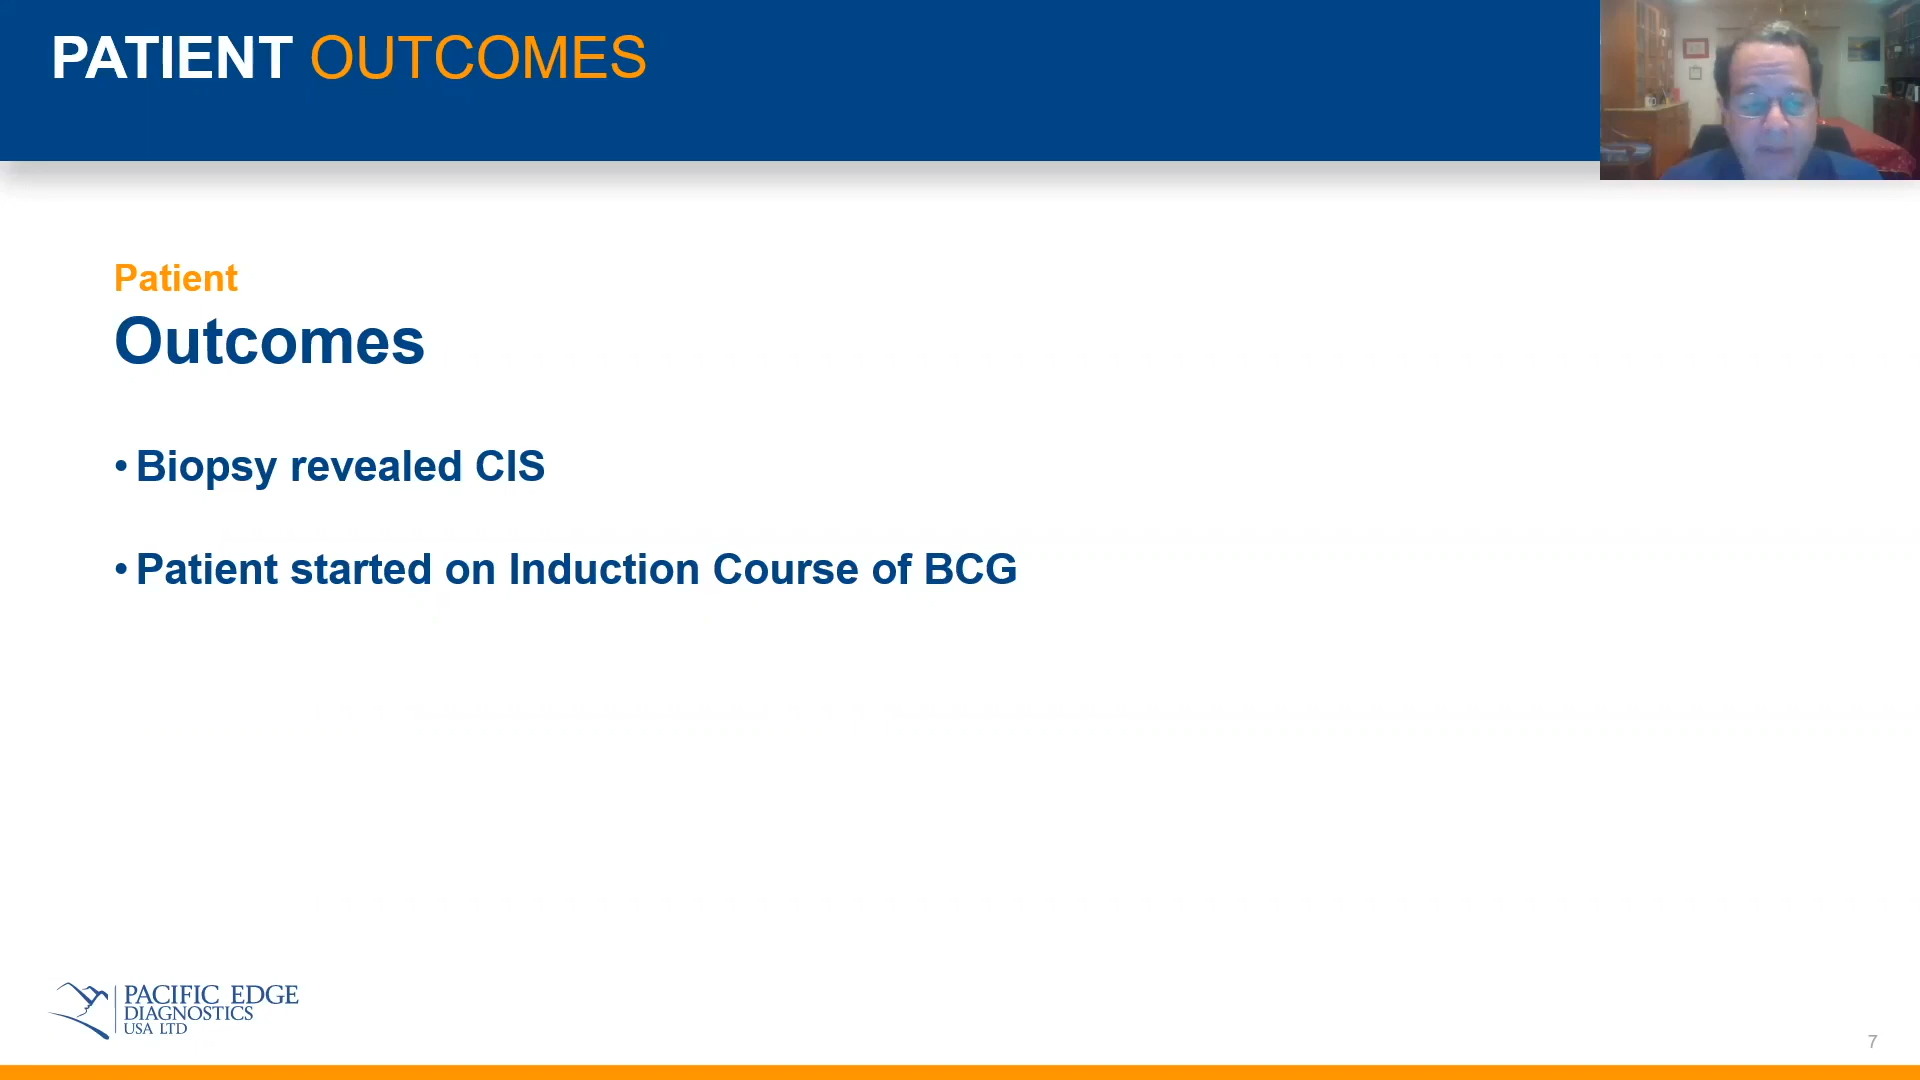 PATIENT OUTCOMES
Patient
Outcomes
• Biopsy revealed CIS
• Patient started on Induction Course of BCG
PACIFIC EDGE
DIAGNOSTICS
USA LTD
7